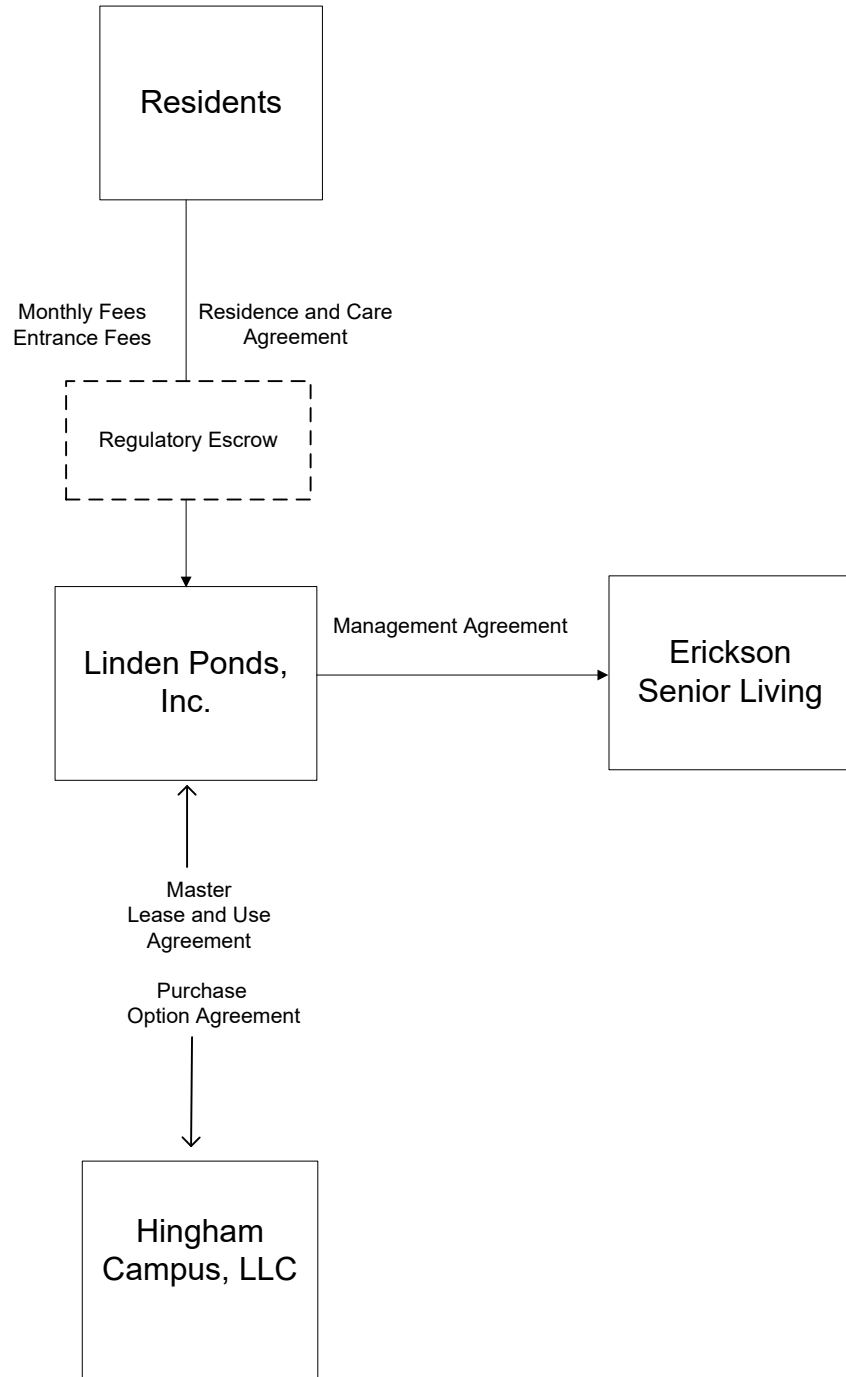 Residents
Monthly Fees
Entrance Fees
Residence and Care
Agreement
Regulatory Escrow
Linden Ponds,
Inc.
Management Agreement
Erickson
Senior Living
Master
Lease and Use
Agreement
Purchase
Option Agreement
Hingham
Campus, LLC